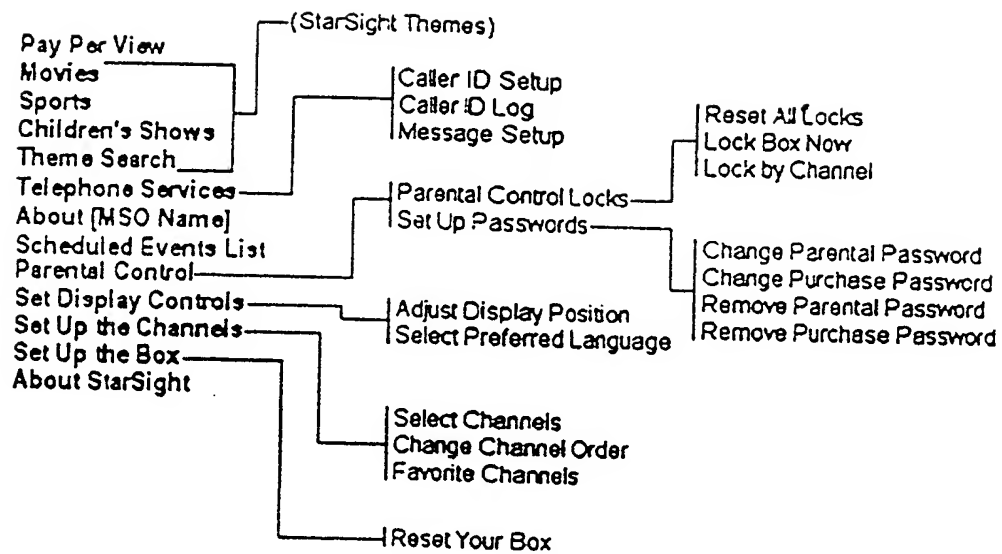 (StarSight Themes)
Pay Per View
Movies
Sports
Children's Shows
Theme Search
Telephone Services
About [MSO Name]
Scheduled Events List
Parental Control
Set Display Controls
Set Up the Channels
Set Up the Box
About StarSight
Caller ID Setup
Caller ID Log
Message Setup
Parental Control Locks
Set Up Passwords
Adjust Display Position
Select Preferred Language
Select Channels
Change Channel Order
Favorite Channels
Reset Your Box
Reset All Locks
Lock Box Now
Lock by Channel
Change Parental Password
Change Purchase Password
Remove Parental Password
Remove Purchase Password